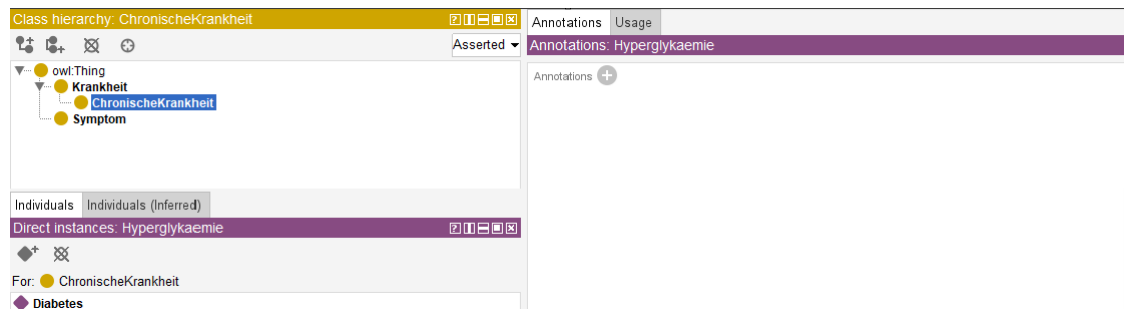 Class hierarchy: ChronischeKrankheit
Asserted
owl:Thing
Krankheit
ChronischeKrankheit
Symptom
Individuals Individuals (Inferred)
Direct instances: Hyperglykaemie
For: ChronischeKrankheit
Diabetes
Annotations Usage
Annotations: Hyperglykaemie
Annotations